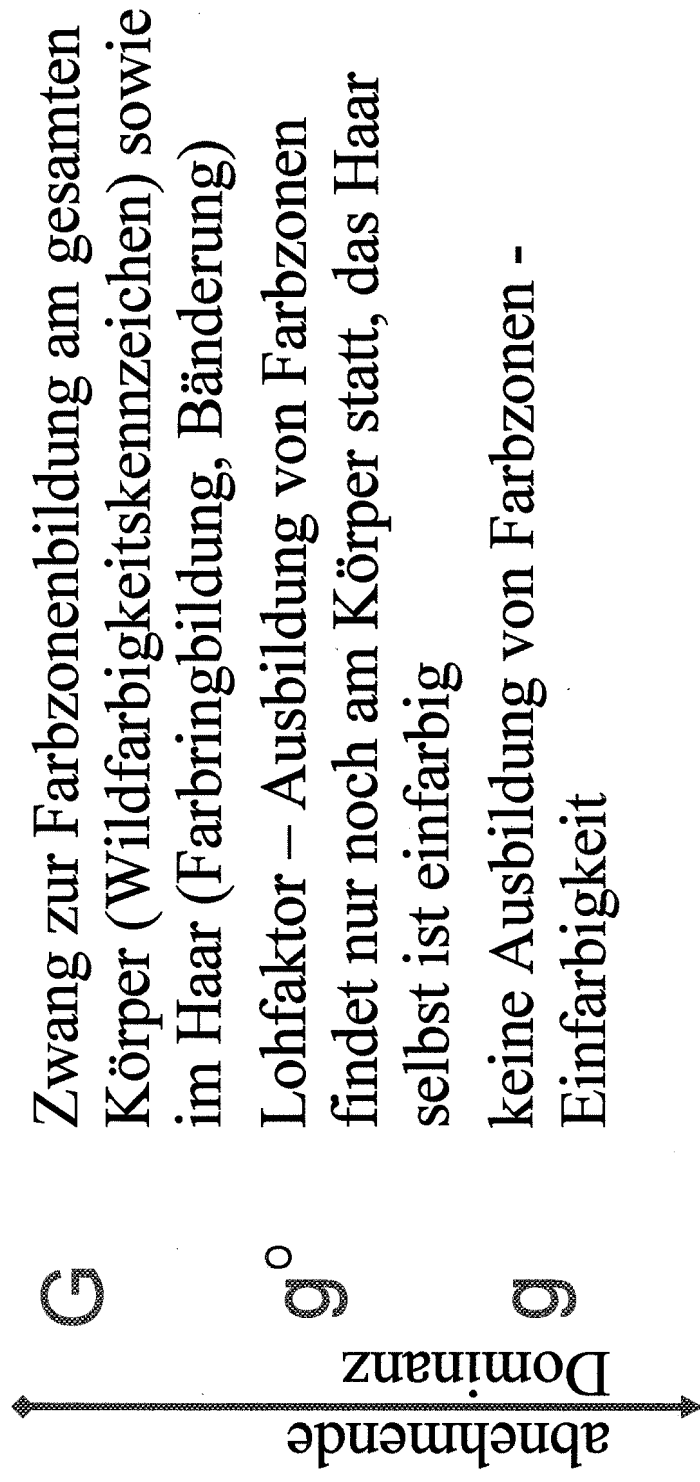 G
Zwang zur Farbzonenbildung am gesamten
Körper (Wildfarbigkeitskennzeichen) sowie
im Haar (Farbringbildung, Bänderung)
gº
Lohfaktor – Ausbildung von Farbzonen
findet nur noch am Körper statt, das Haar
selbst ist einfarbig
g
keine Ausbildung von Farbzonen -
Einfarbigkeit
abnehmende
Dominanz